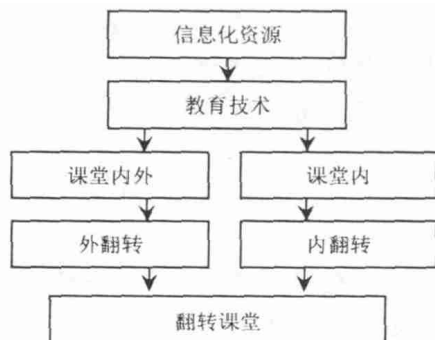 信息化资源
教育技术
课堂内外
课堂内
外翻转
内翻转
翻转课堂